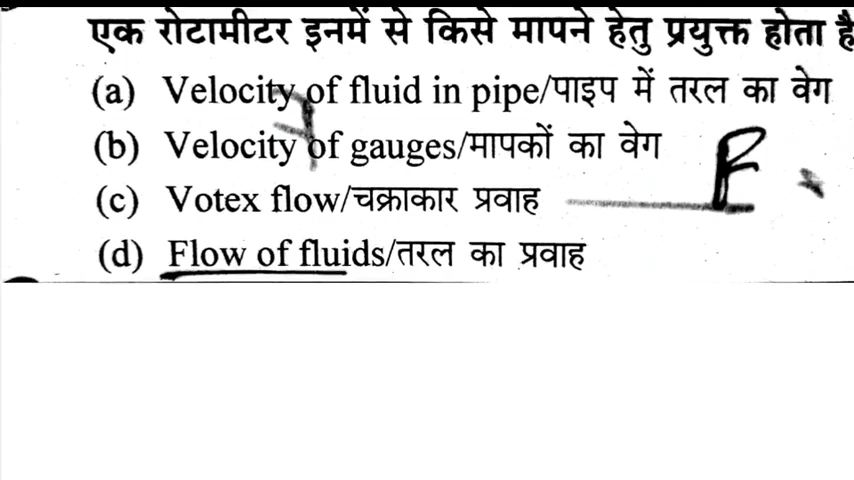 एक रोटामीटर इनमें से किसे मापने हेतु प्रयुक्त होता है
(a) Velocity of fluid in pipe/पाइप में तरल का वेग
(b) Velocity of gauges/मापकों का वेग
(c) Votex flow/चक्राकार प्रवाह
(d) Flow of fluids/तरल का प्रवाह